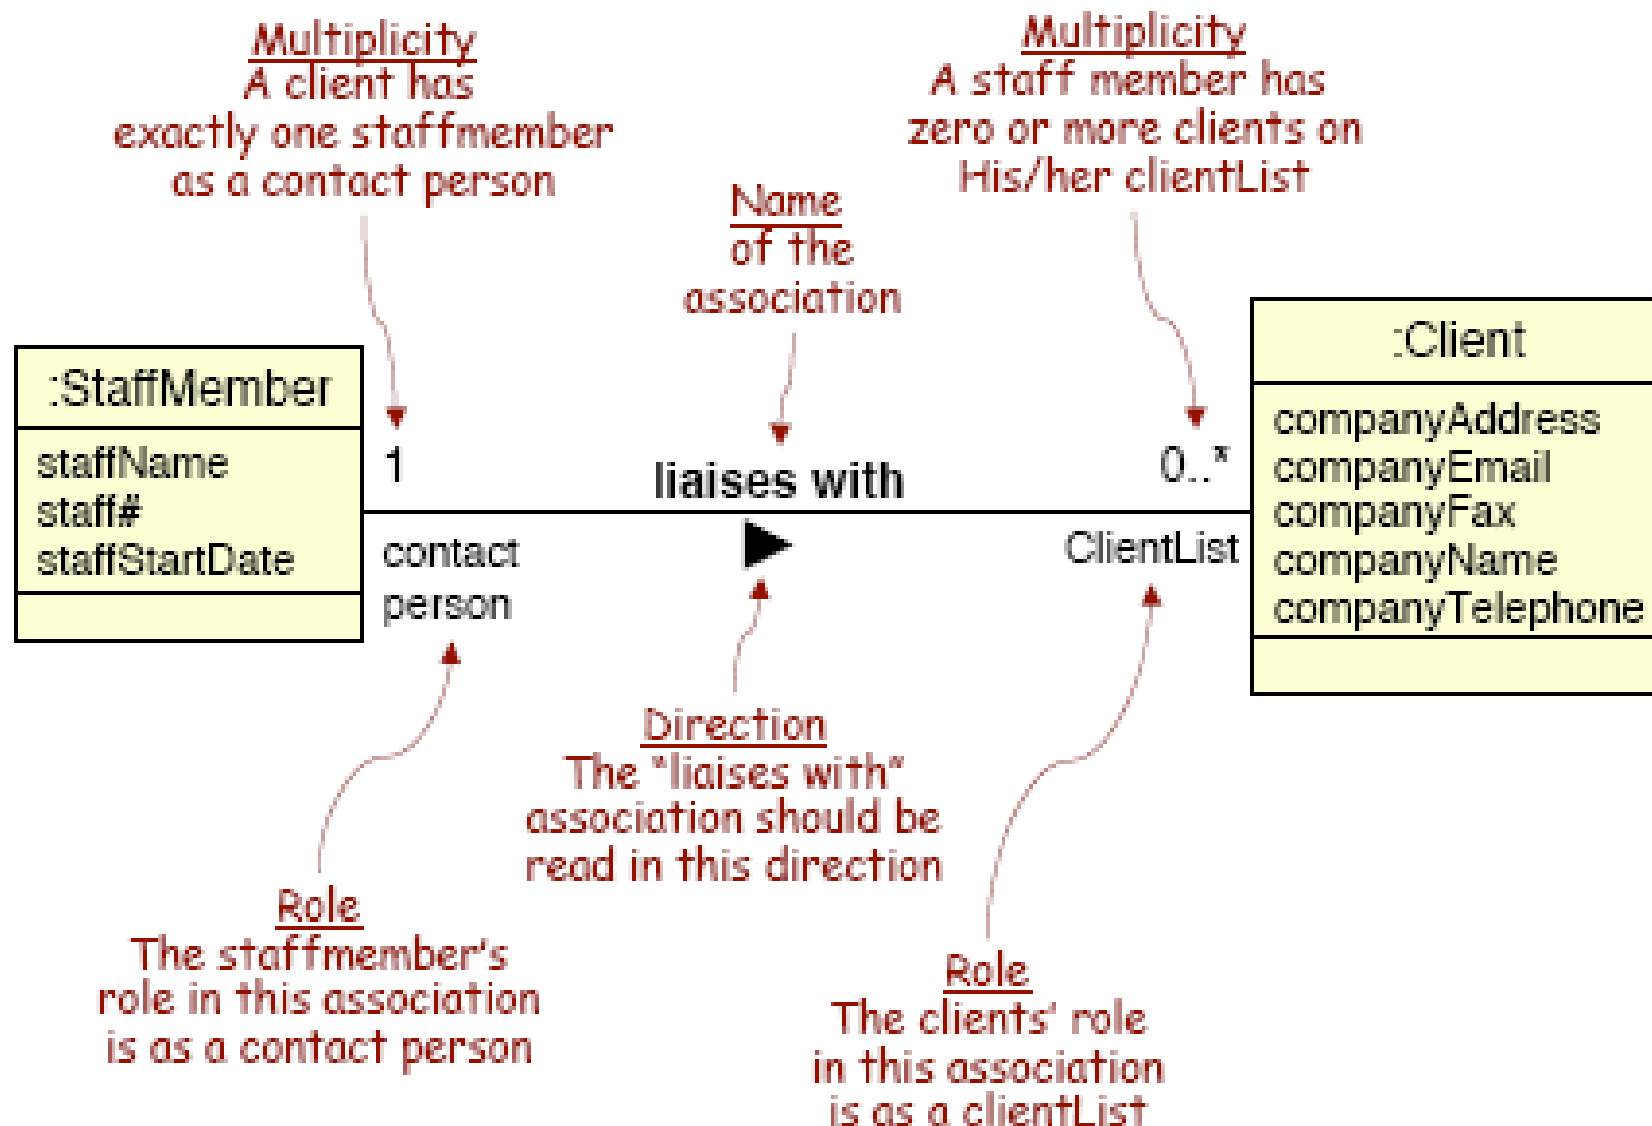 Multiplicity
A client has
exactly one staffmember
as a contact person
Multiplicity
A staff member has
zero or more clients on
His/her clientList
Name
of the
association
:StaffMember
staffName
staff#
staffStartDate
1
contact
person
liaises with
0..*
ClientList
:Client
companyAddress
companyEmail
companyFax
companyName
companyTelephone
Direction
The "liaises with"
association should be
read in this direction
Role
The staffmember's
role in this association
is as a contact person
Role
The clients' role
in this association
is as a clientList